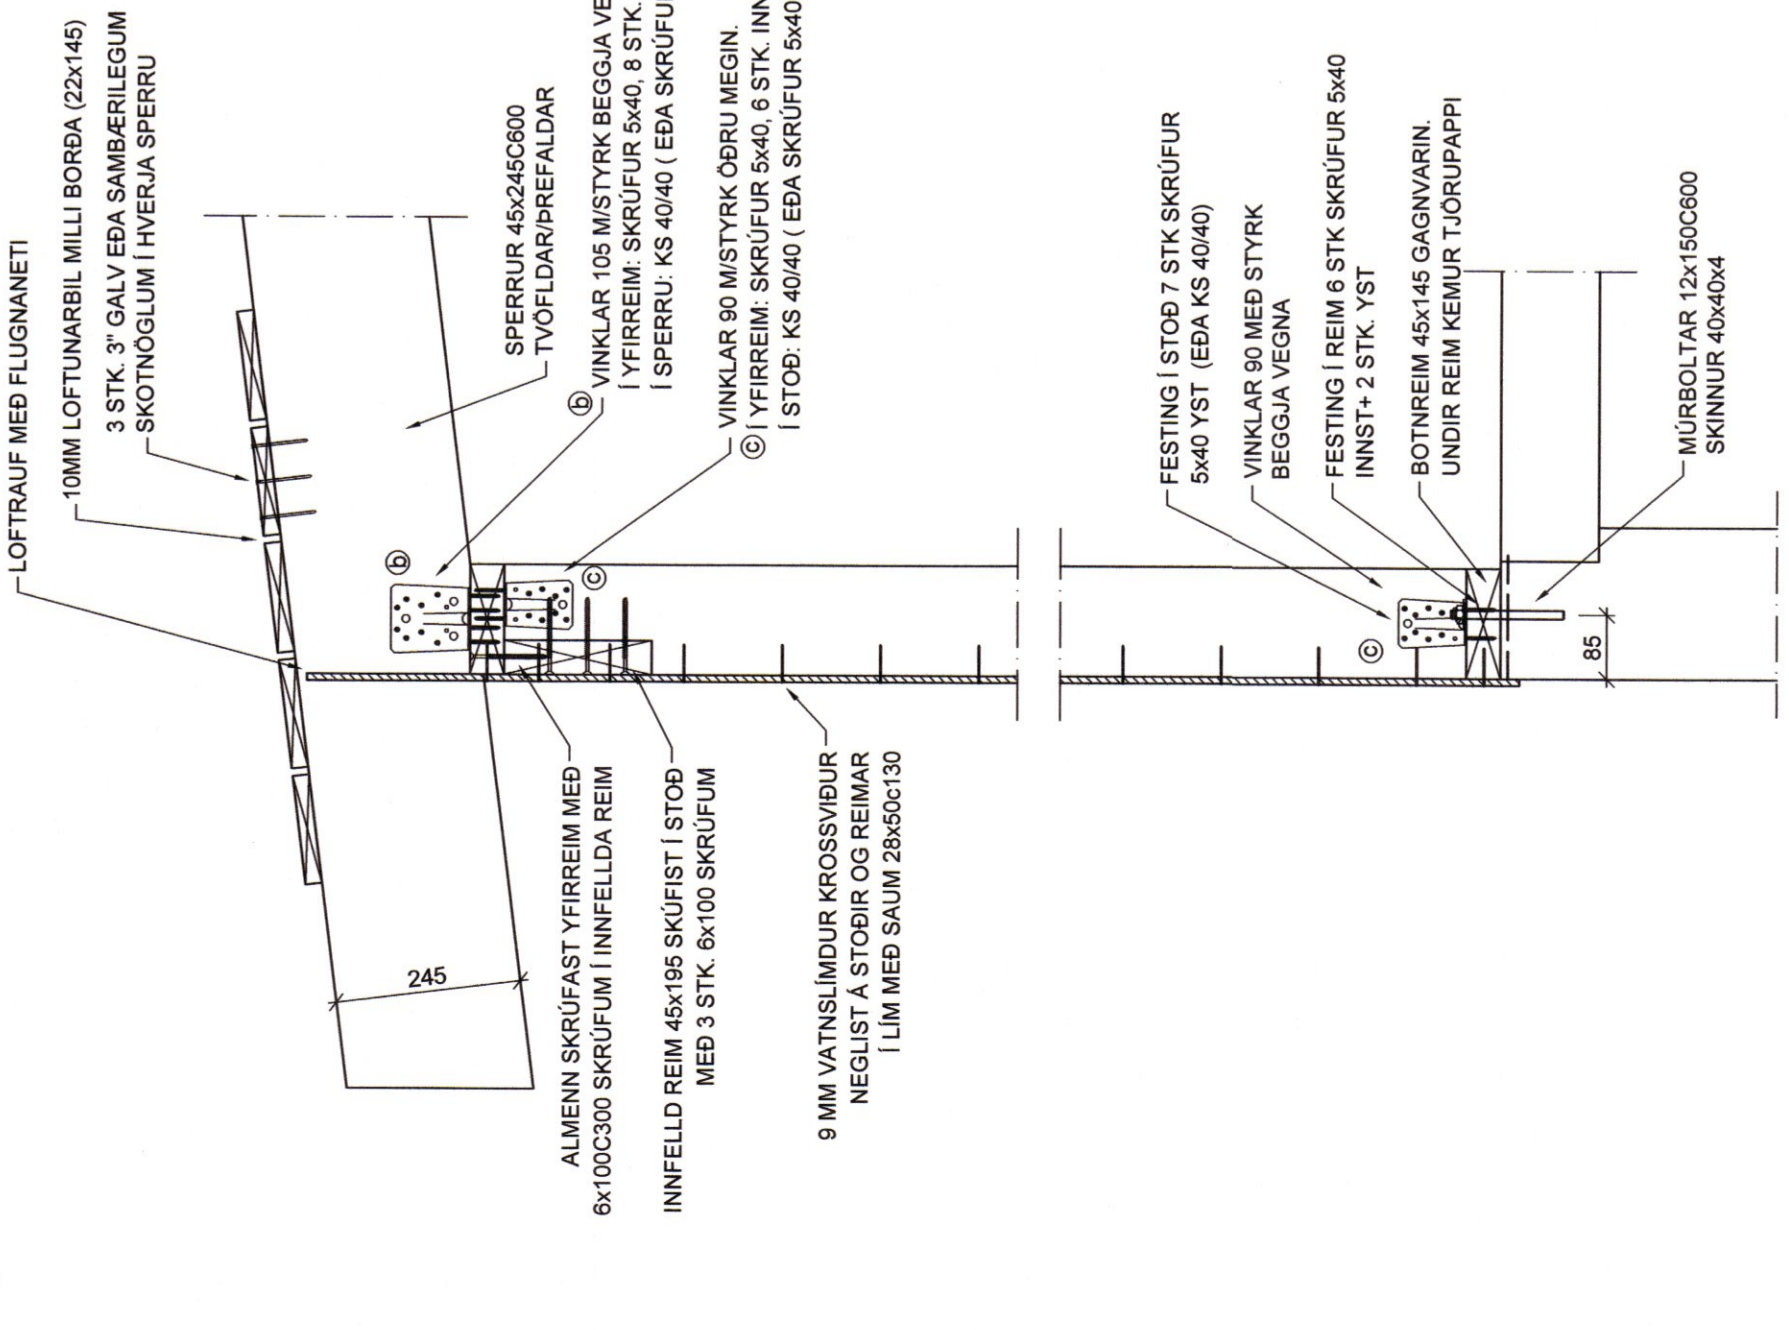 LOFTRAUF MEÐ FLUGNANETI
10MM LOFTUNARBIL MILLI BORÐA (22x145)
3 STK. 3" GALV EÐA SAMBÆRILEGUM
SKOTNÖGLUM Í HVERJA SPERRU
SPERRUR 45x245C600
TVÖFLDAR/ÞREFALDAR
b
VINKLAR 105 M/STYRK BEGGJA VE
Í YFIRREIM: SKRÚFUR 5x40, 8 STK.
Í SPERRU: KS 40/40 ( EÐA SKRÚFU
VINKLAR 90 M/STYRK ÖÐRU MEGIN.
c
Í YFIRREIM: SKRÚFUR 5x40, 6 STK. INN
Í STOÐ: KS 40/40 ( EÐA SKRÚFUR 5x40
b
c
245
ALMENN SKRÚFAST YFIRREIM MEÐ
6x100C300 SKRÚFUM Í INNFELLDA REIM
INNFELLD REIM 45x195 SKÚFIST Í STOÐ
MEÐ 3 STK. 6x100 SKRÚFUM
9 MM VATNSLÍMDUR KROSSVIÐUR
NEGLIST Á STOÐIR OG REIMAR
Í LÍM MEÐ SAUM 28x50c130
FESTING Í STOÐ 7 STK SKRÚFUR
5x40 YST (EÐA KS 40/40)
VINKLAR 90 MEÐ STYRK
BEGGJA VEGNA
FESTING Í REIM 6 STK SKRÚFUR 5x40
INNST+ 2 STK. YST
BOTNREIM 45x145 GAGNVARIN.
UNDIR REIM KEMUR TJÖRUPAPPI
c
85
MÚRBOLTAR 12x150C600
SKINNUR 40x40x4